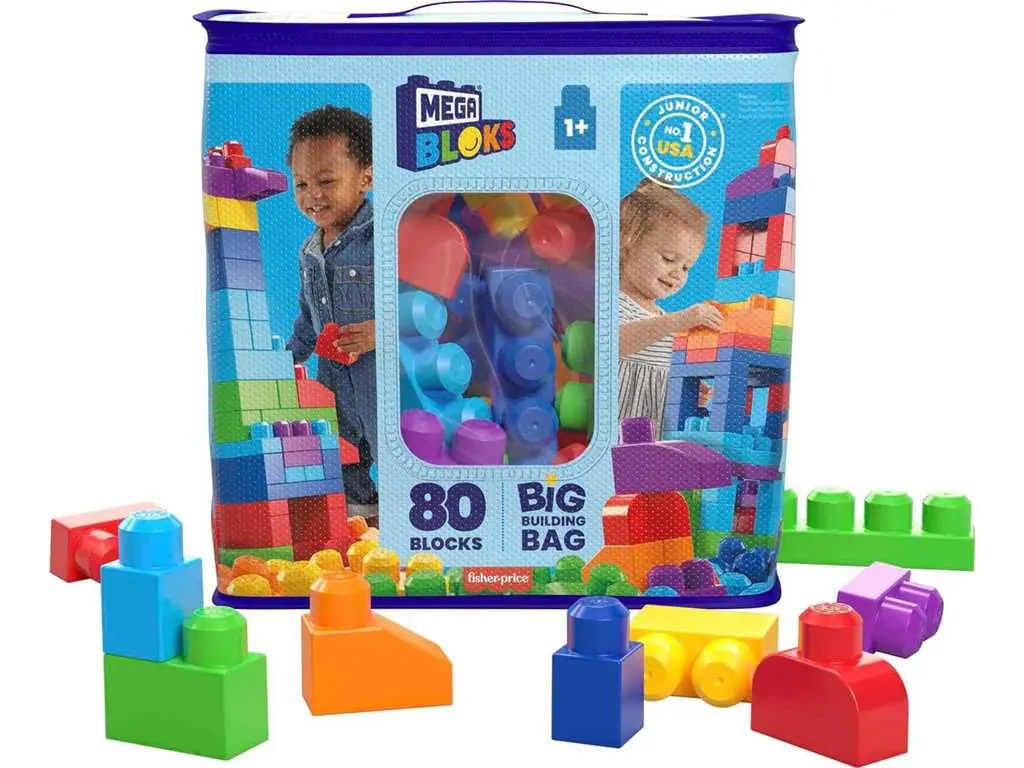 MEGA
BLOKS
1+
JUNIOR
NO.1
USA
CONSTRUCTION
80
BLOCKS
BIG
BUILDING
BAG
fisher-price